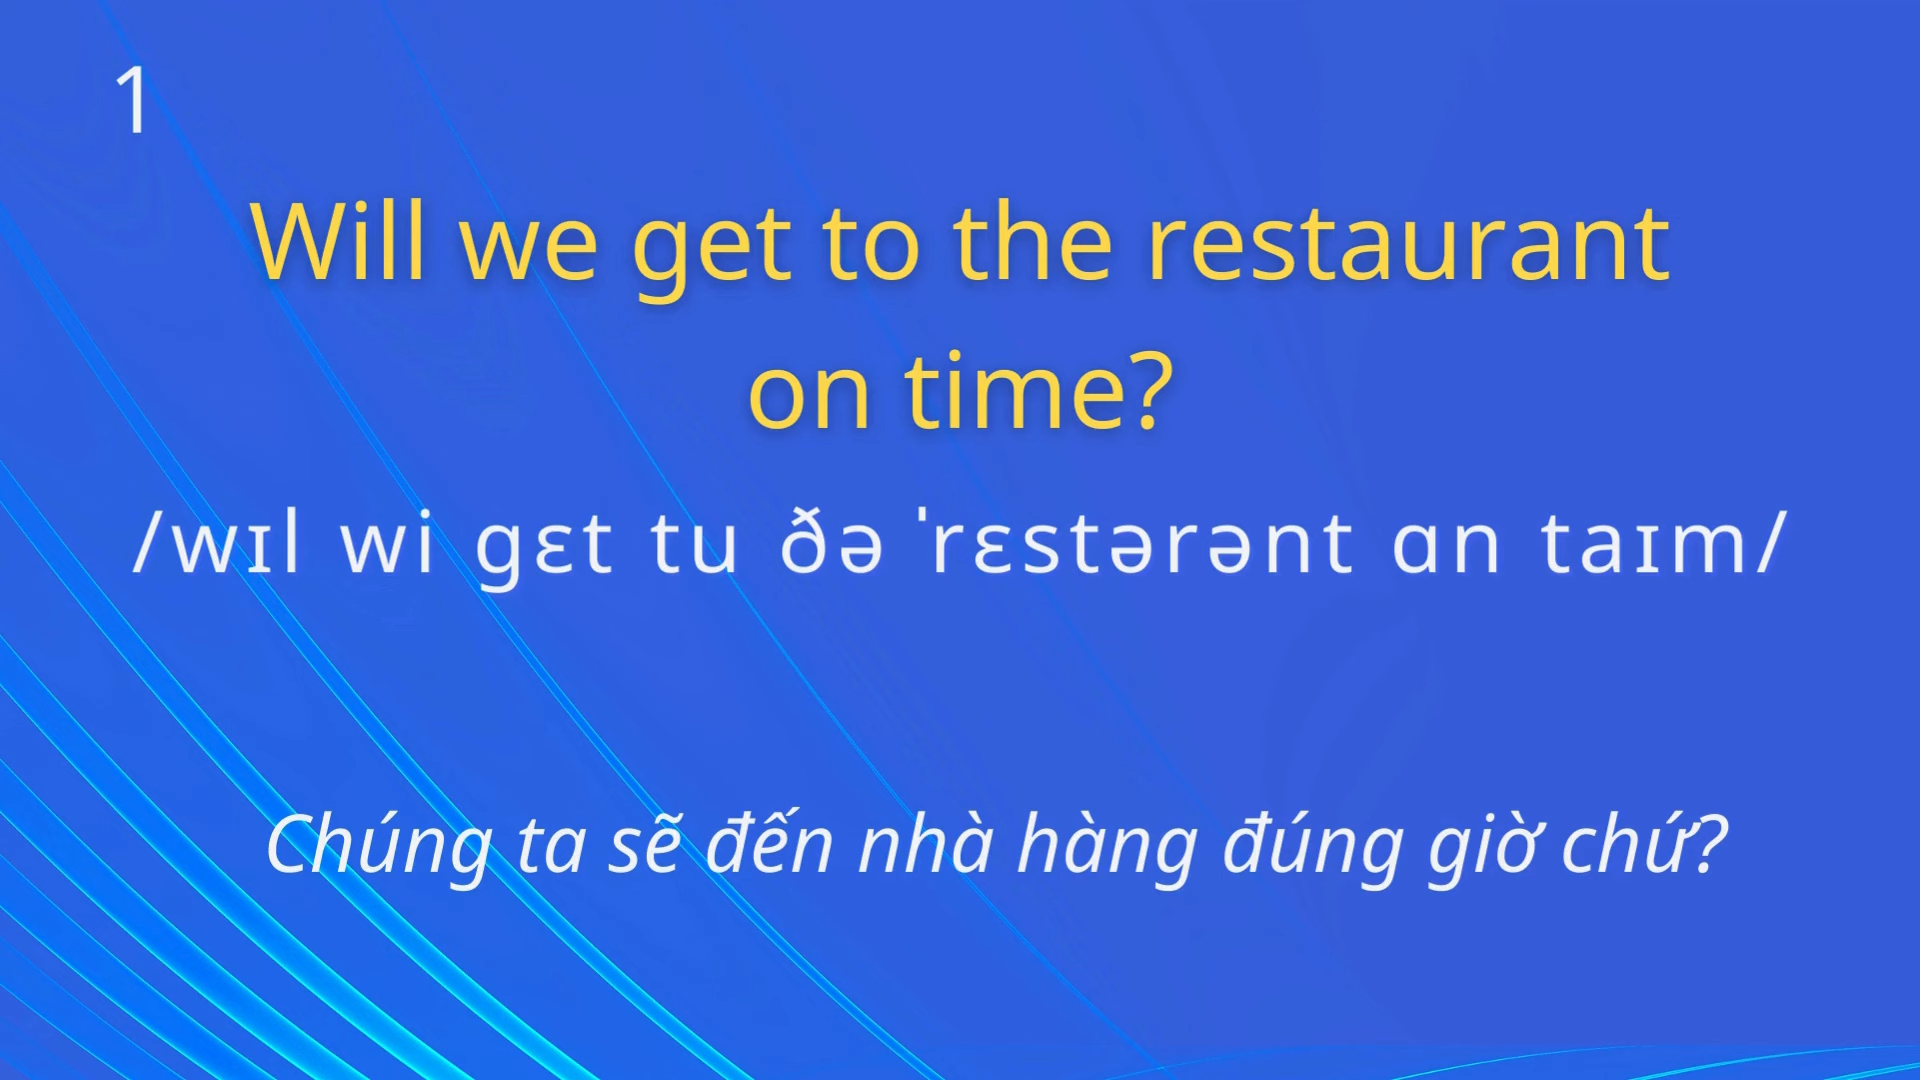 1
Will we get to the restaurant
on time?
/wɪl wi gɛt tu ðə ˈrɛstərənt ɑn taɪm/
Chúng ta sẽ đến nhà hàng đúng giờ chứ?